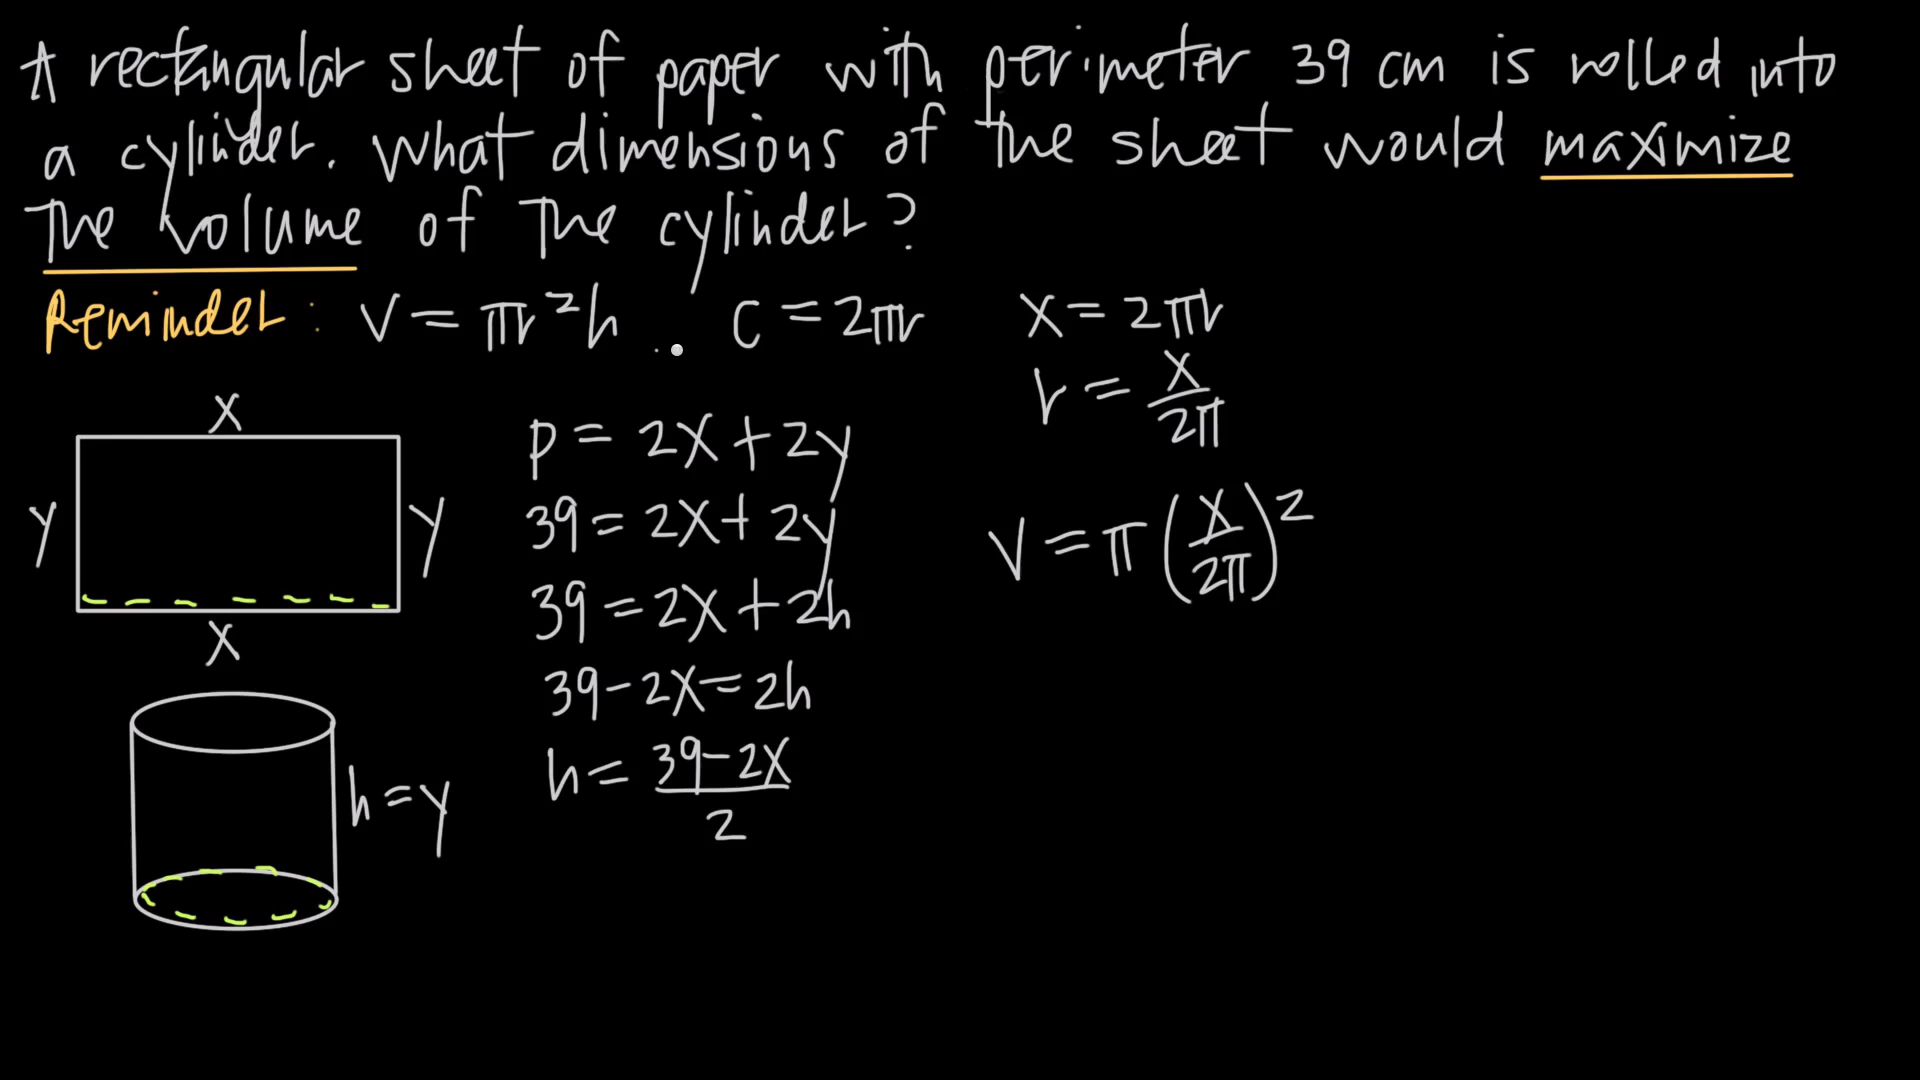 A rectangular sheet of paper with perimeter 39 cm is rolled into
a cylinder. What dimensions of the sheet would maximize
the volume of the cylinder?
Reminder: V = πr²h C = 2πr
x = 2πr
r = x/2π
V = π(x/2π)²
x
y
y
x
h = y
P = 2x + 2y
39 = 2x + 2y
39 = 2x + 2h
39 - 2x = 2h
h = 39 - 2x
2